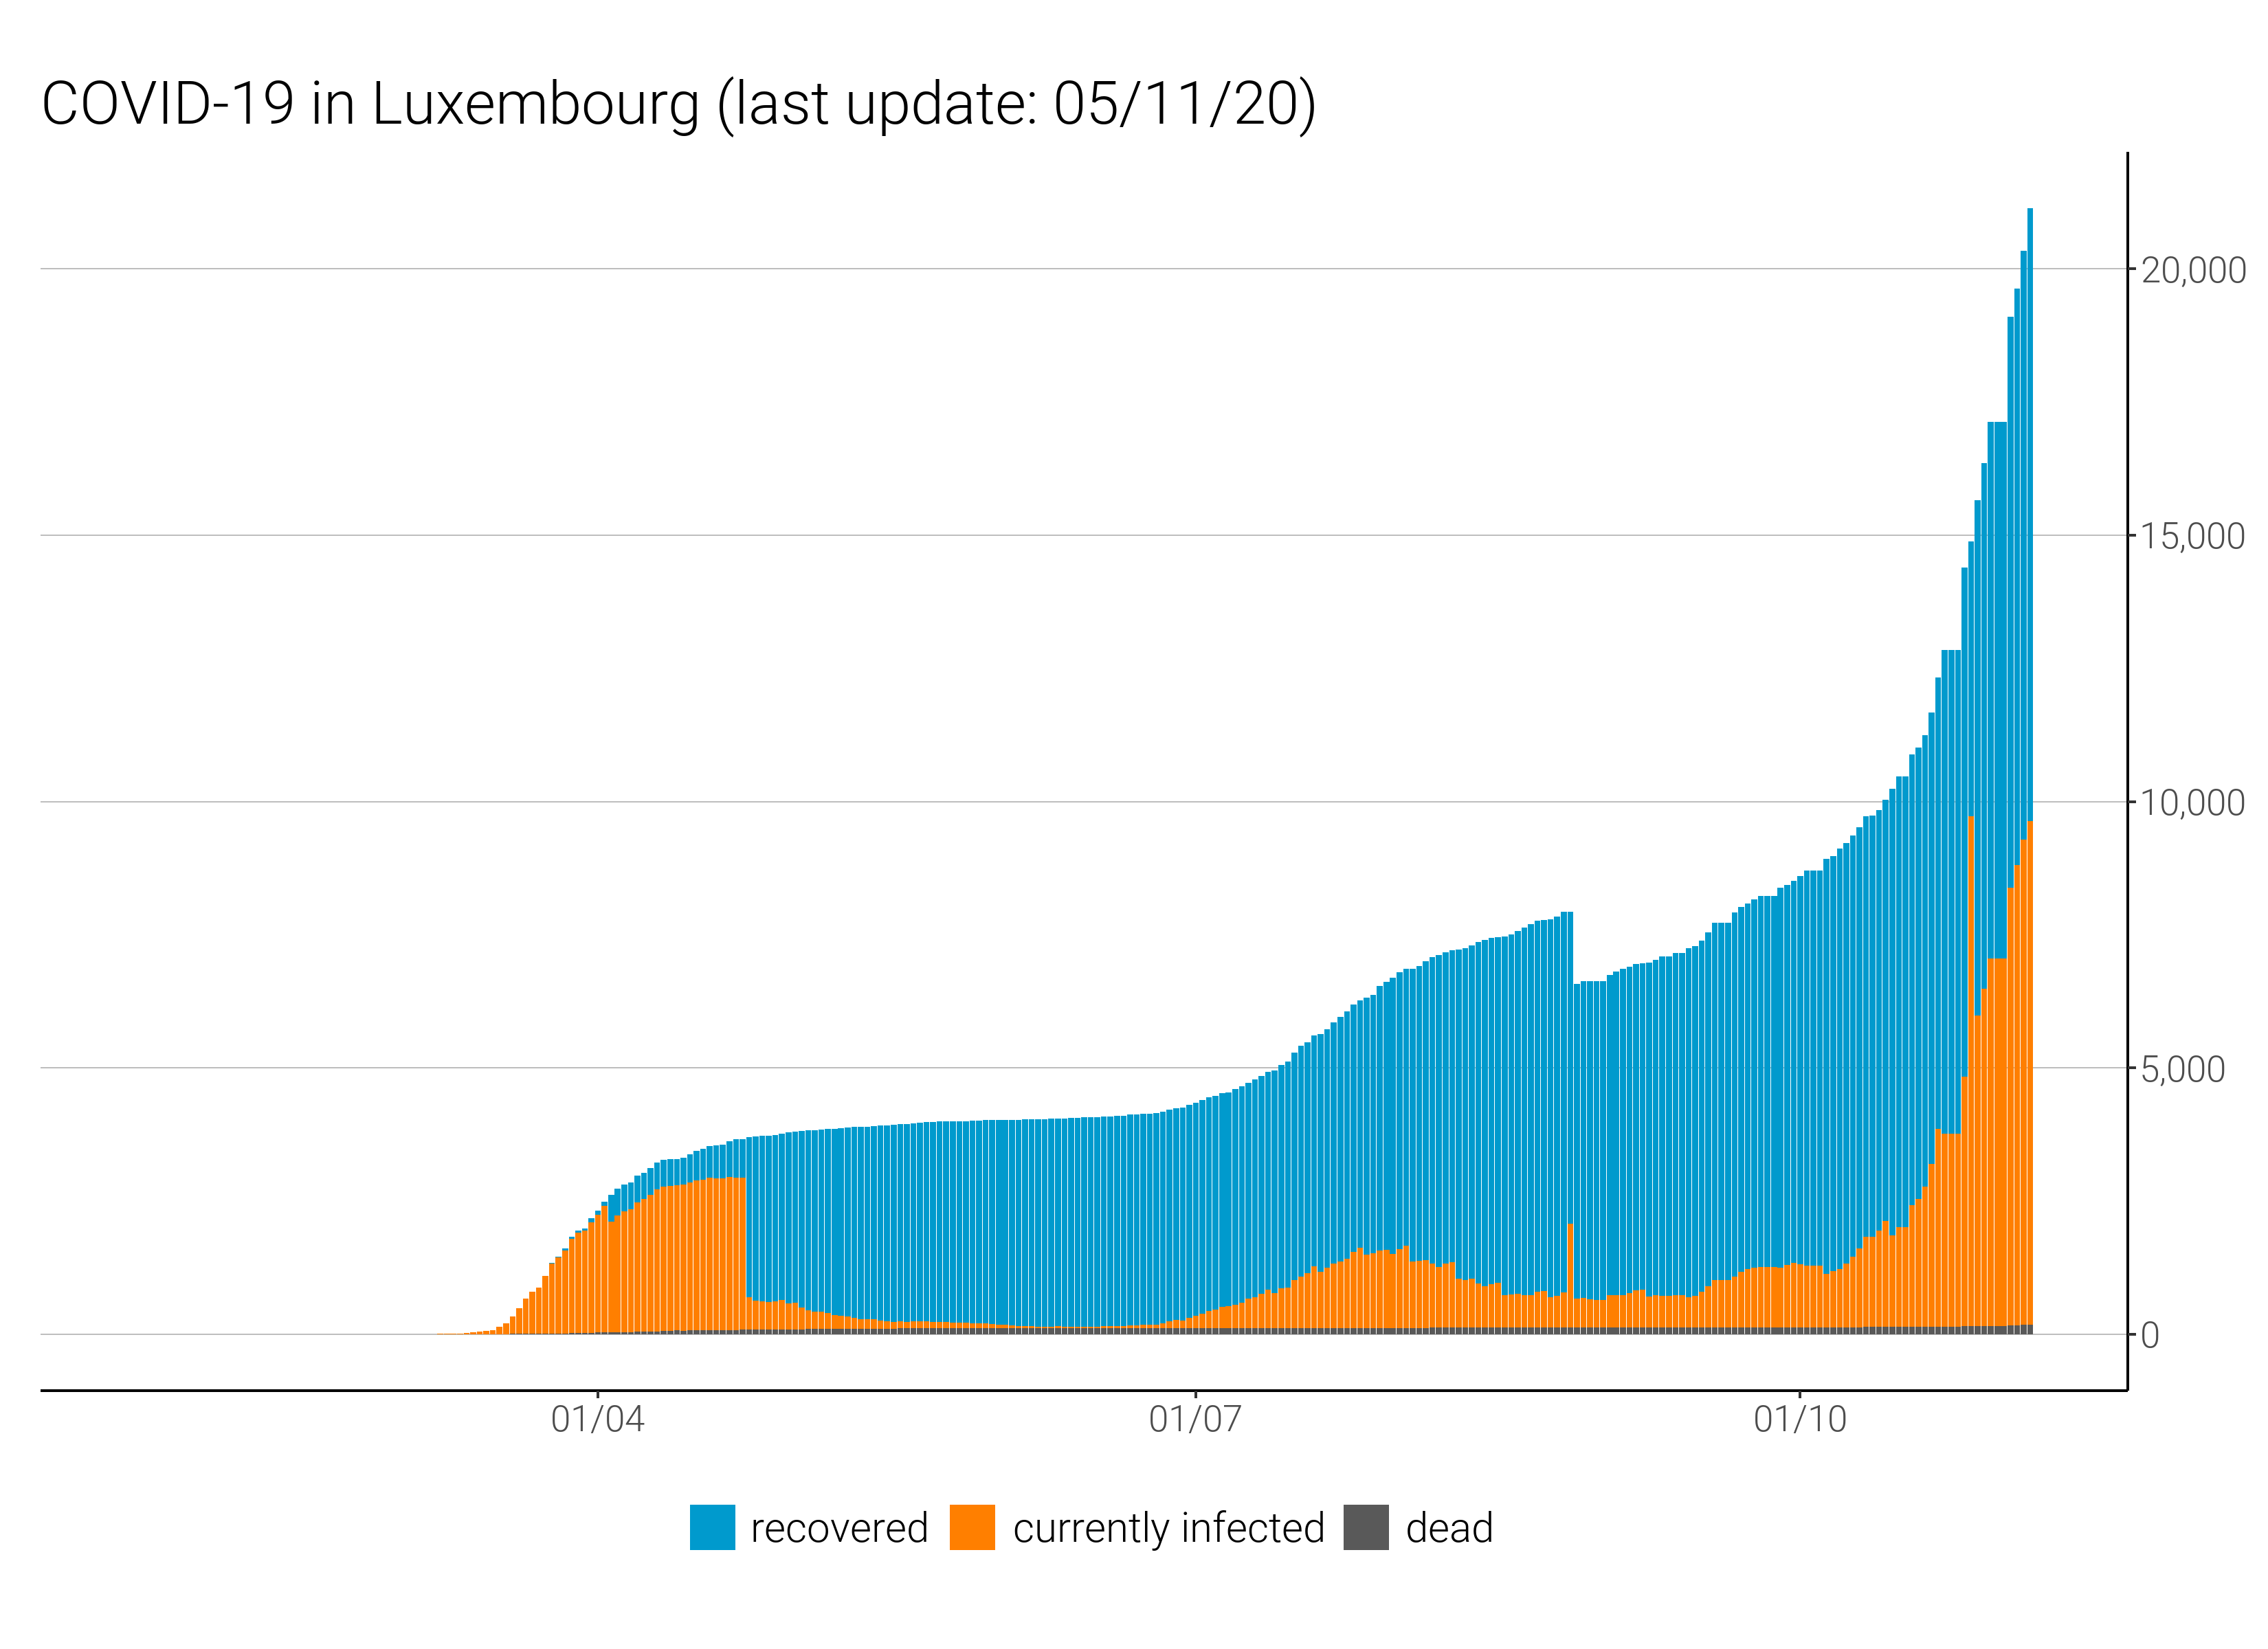 COVID-19 in Luxembourg (last update: 05/11/20)
20,000
15,000
10,000
5,000
0
01/04 01/07 01/10
recovered currently infected dead